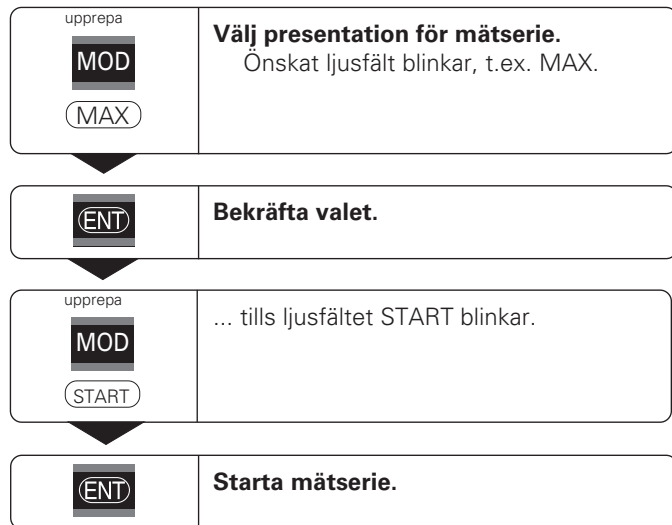 upprepa
MOD
MAX
Välj presentation för mätserie.
Önskat ljusfält blinkar, t.ex. MAX.
ENT
Bekräfta valet.
upprepa
MOD
START
... tills ljusfältet START blinkar.
ENT
Starta mätserie.